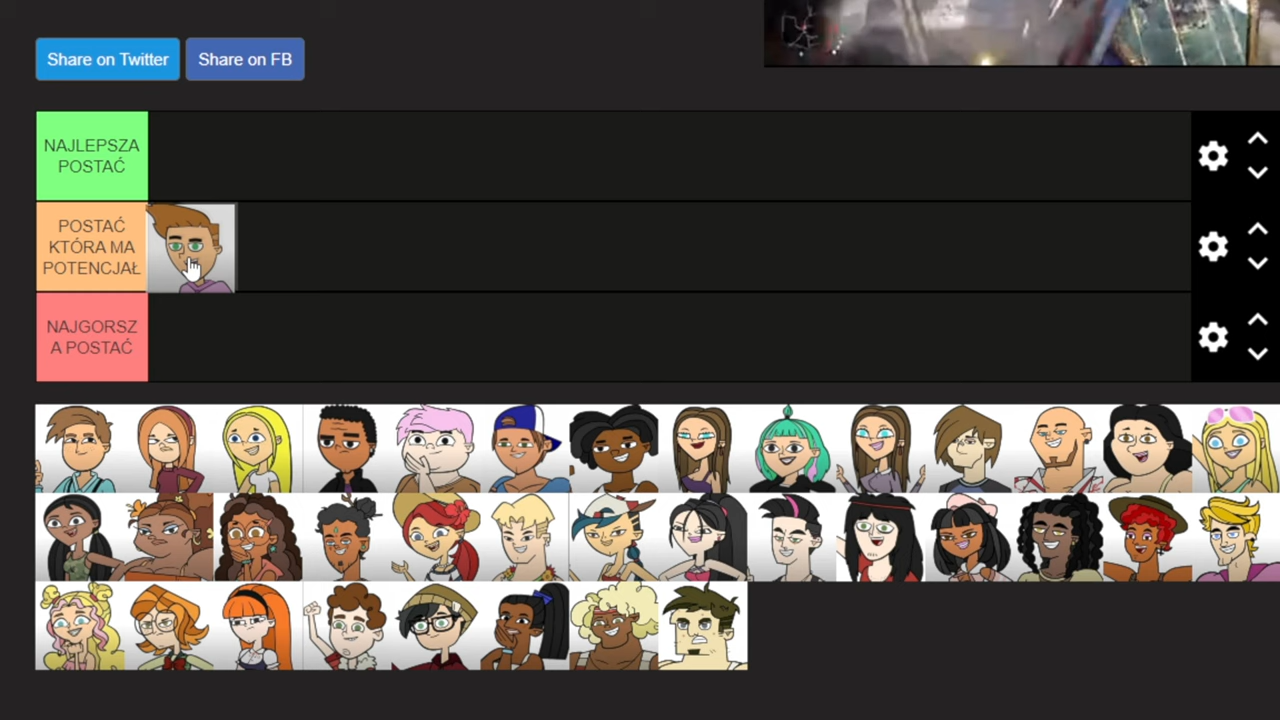 Share on Twitter
Share on FB
NAJLEPSZA
POSTAĆ
POSTAĆ
KTÓRA MA
POTENCJAŁ
NAJGORSZ
A POSTAĆ